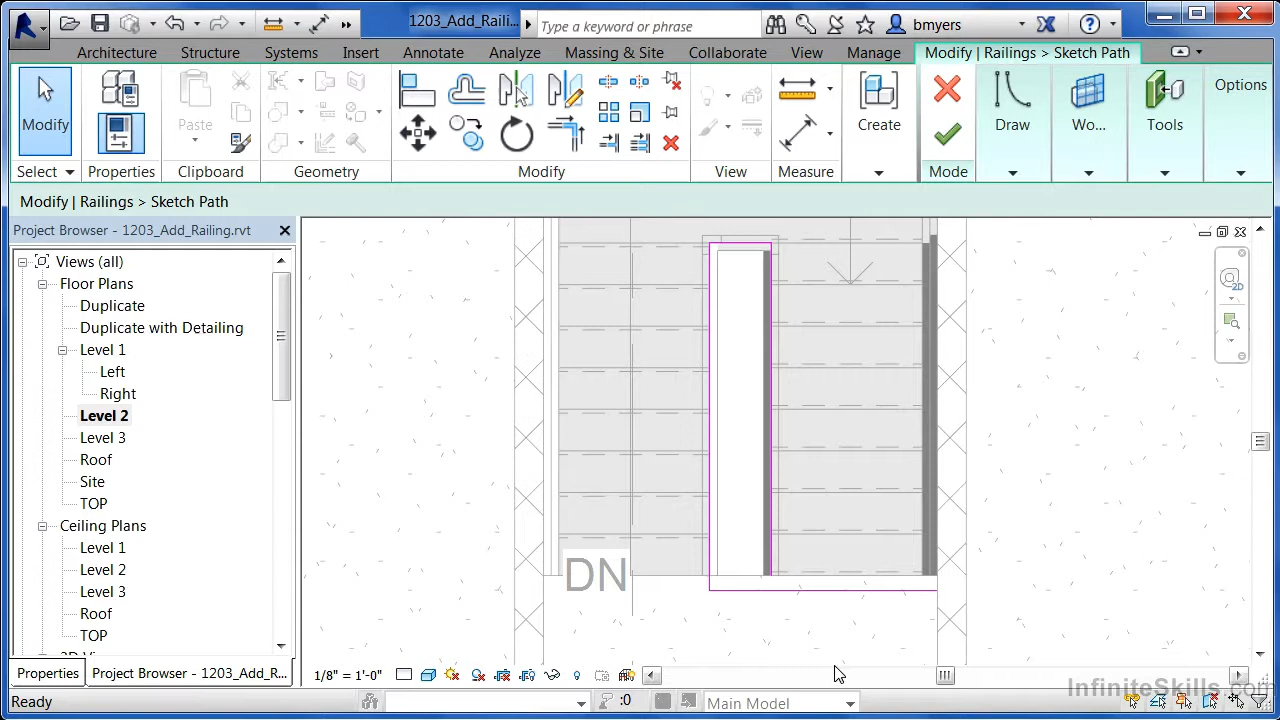 1203_Add_Raili...
Type a keyword or phrase
bmyers
Architecture
Structure
Systems
Insert
Annotate
Analyze
Massing & Site
Collaborate
View
Manage
Modify | Railings > Sketch Path
Modify
Paste
Create
Draw
Wo...
Tools
Options
Select
Properties
Clipboard
Geometry
Modify
View
Measure
Mode
Modify | Railings > Sketch Path
Project Browser - 1203_Add_Railing.rvt
Views (all)
Floor Plans
Duplicate
Duplicate with Detailing
Level 1
Left
Right
Level 2
Level 3
Roof
Site
TOP
Ceiling Plans
Level 1
Level 2
Level 3
Roof
TOP
DN
2D
Properties
Project Browser - 1203_Add_R...
1/8" = 1'-0"
InfiniteSkills.com
Ready
:0
Main Model